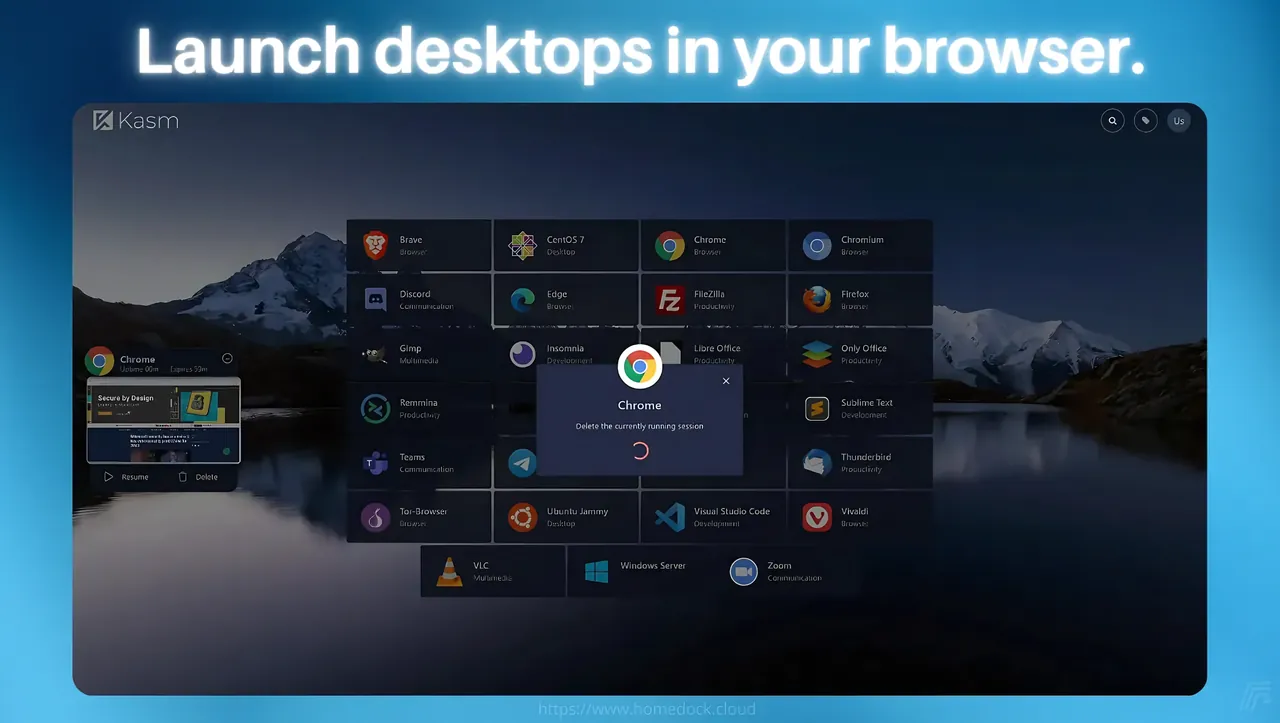 Launch desktops in your browser.
Kasm
Us
Brave
Browser
CentOS 7
Desktop
Chrome
Browser
Chromium
Browser
Discord
Communication
Edge
Browser
FileZilla
Productivity
Firefox
Browser
Gimp
Multimedia
Insomnia
Development
Libre Office
Productivity
Only Office
Productivity
Chrome
Uptime 00m Expires 59m
Secure by Design
Resume
Delete
Remmina
Productivity
Sublime Text
Development
Chrome
Delete the currently running session
Teams
Communication
Thunderbird
Productivity
Tor-Browser
Browser
Ubuntu Jammy
Desktop
Visual Studio Code
Development
Vivaldi
Browser
VLC
Multimedia
Windows Server
Zoom
Communication
https://www.homedock.cloud